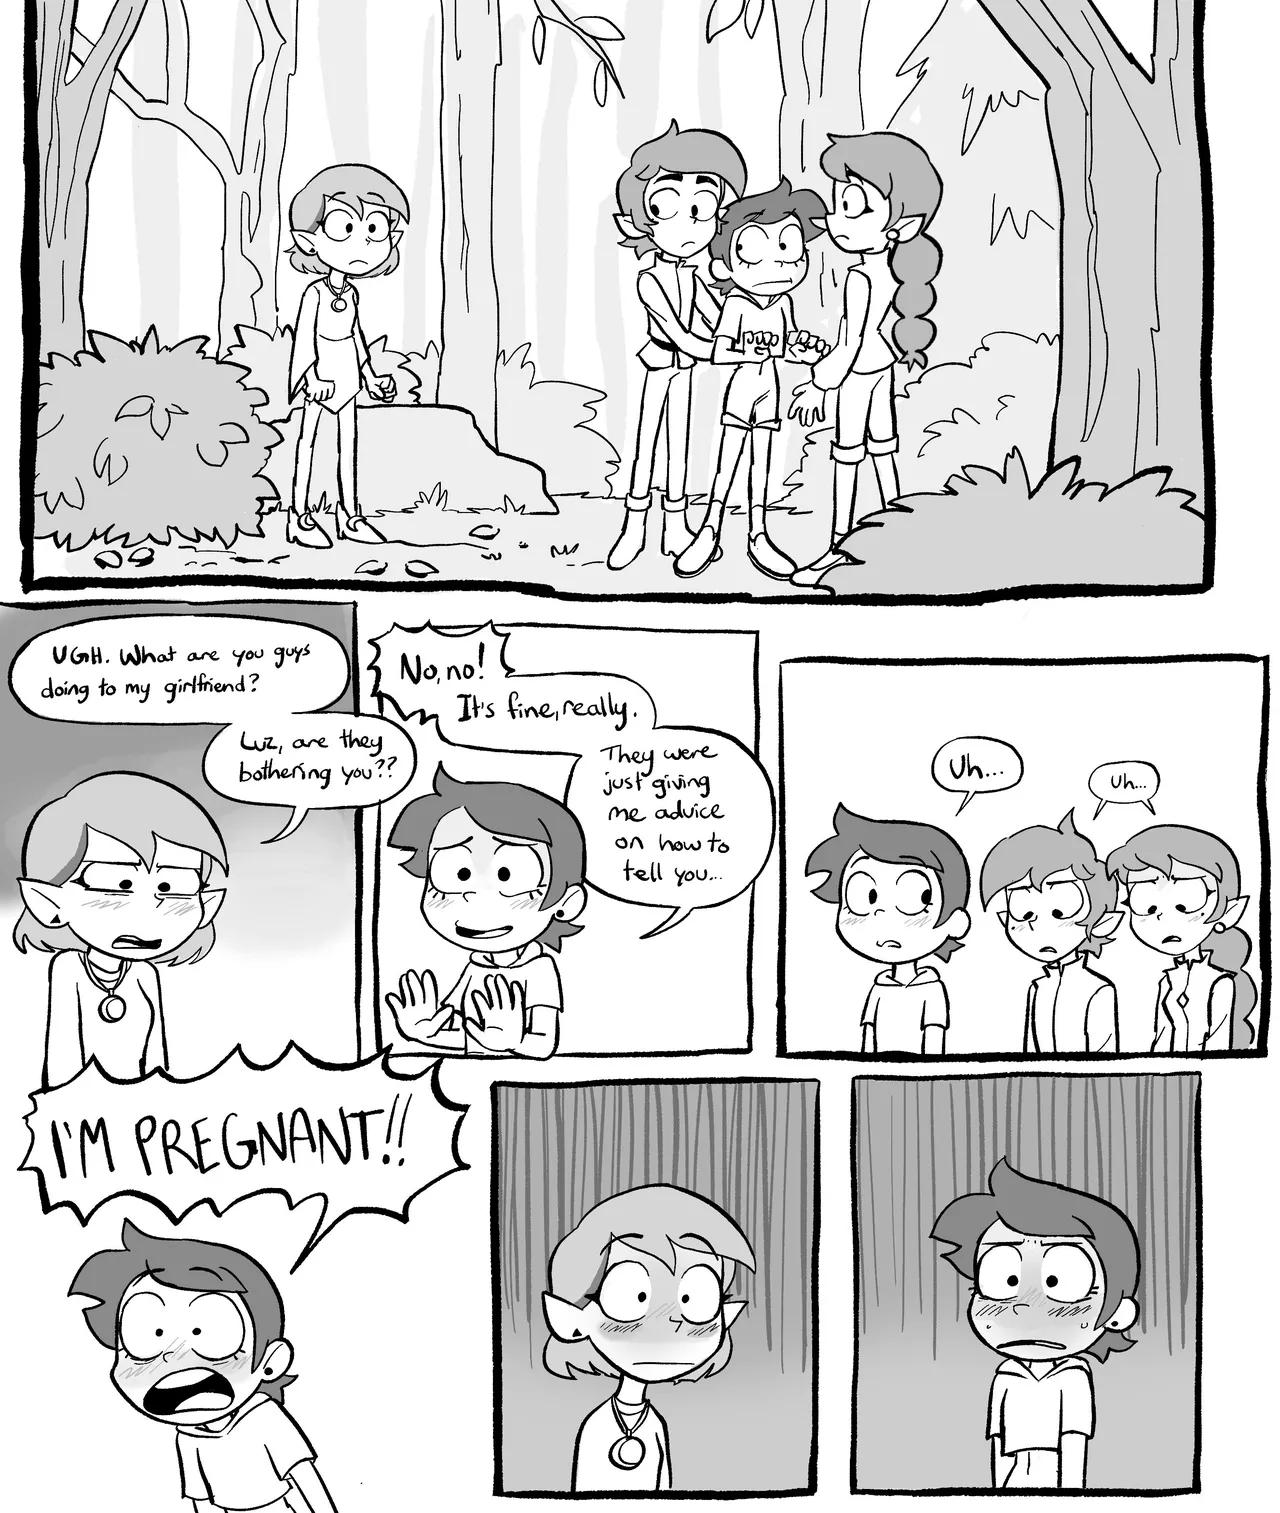 UGH. What are you guys
doing to my girlfriend?
Luz, are they
bothering you??
No, no!
It's fine, really.
They were
just giving
me advice
on how to
tell you...
Uh...
Uh...
I'M PREGNANT!!